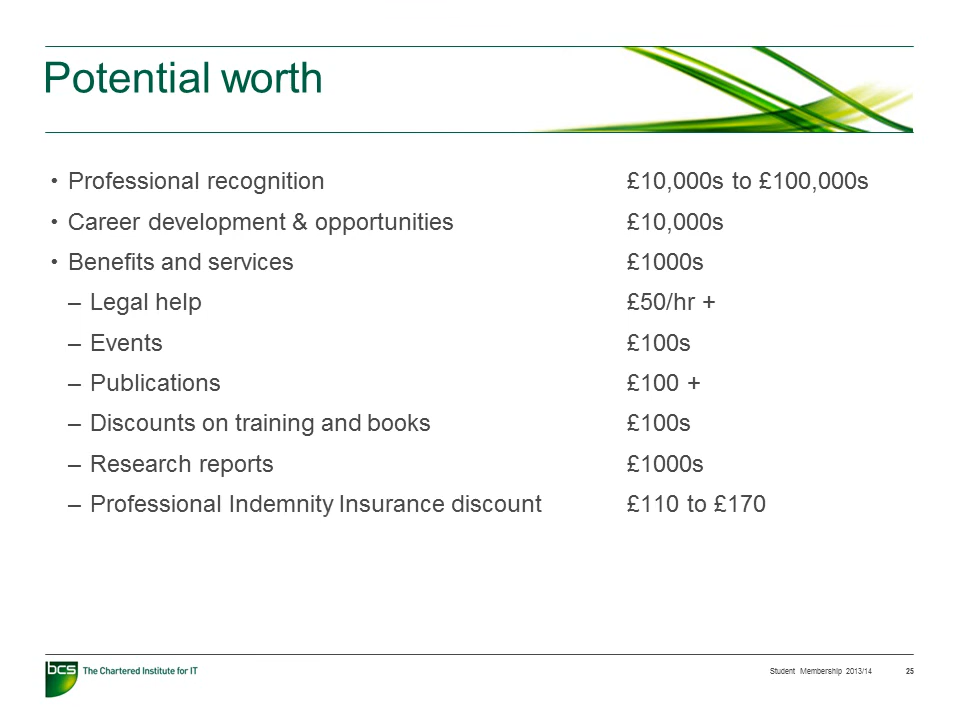 Potential worth
• Professional recognition £10,000s to £100,000s
• Career development & opportunities £10,000s
• Benefits and services £1000s
– Legal help £50/hr +
– Events £100s
– Publications £100 +
– Discounts on training and books £100s
– Research reports £1000s
– Professional Indemnity Insurance discount £110 to £170
bcs The Chartered Institute for IT
Student Membership 2013/14 25